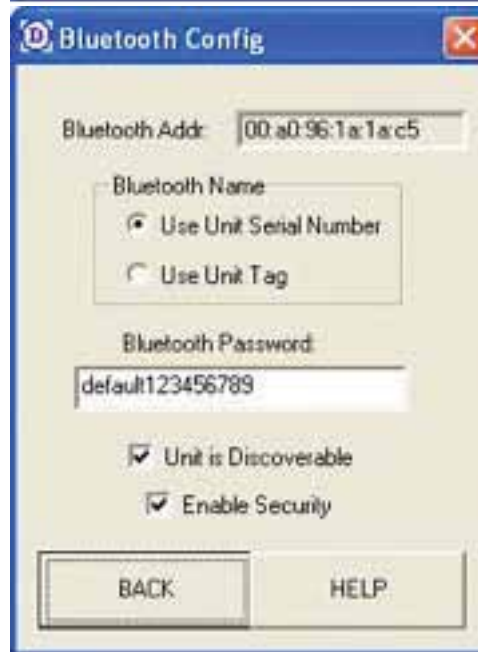 D Bluetooth Config
Bluetooth Addr: 00:a0:96:1a:1a:c5
Bluetooth Name
Use Unit Serial Number
Use Unit Tag
Bluetooth Password:
default123456789
Unit is Discoverable
Enable Security
BACK HELP